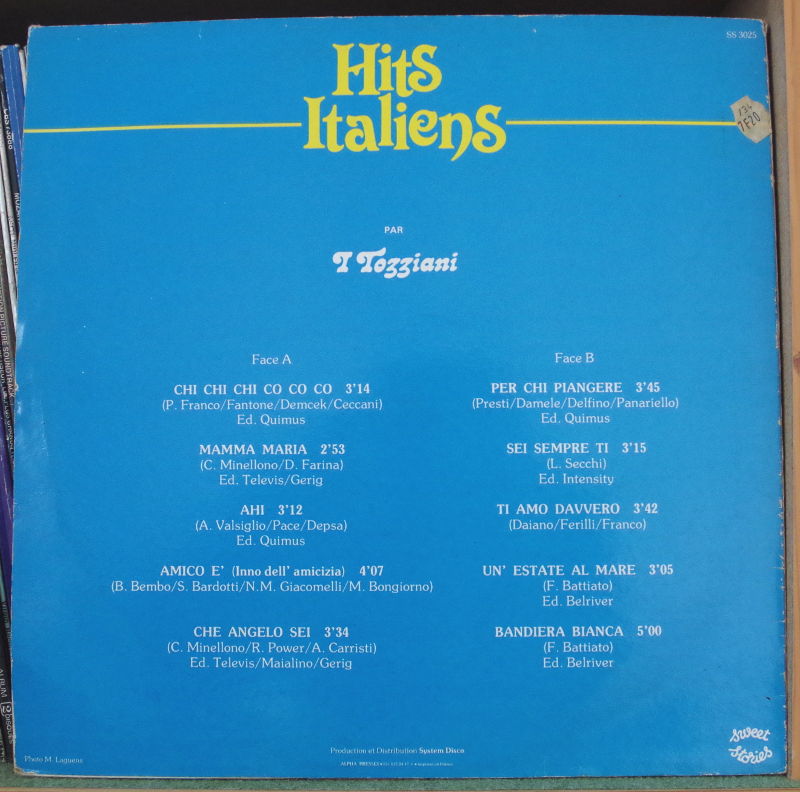 SS 3025
Hits
Italiens
134
7F20
PAR
I Tozziani
Face A
CHI CHI CHI CO CO CO 3'14
(P. Franco/Fantone/Demcek/Ceccani)
Ed. Quimus
MAMMA MARIA 2'53
(C. Minellono/D. Farina)
Ed. Televis/Gerig
AHI 3'12
(A. Valsiglio/Pace/Depsa)
Ed. Quimus
AMICO E' (Inno dell' amicizia) 4'07
(B. Bembo/S. Bardotti/N.M. Giacomelli/M. Bongiorno)
CHE ANGELO SEI 3'34
(C. Minellono/R. Power/A. Carristi)
Ed. Televis/Maialino/Gerig
Face B
PER CHI PIANGERE 3'45
(Presti/Damele/Delfino/Panariello)
Ed. Quimus
SEI SEMPRE TI 3'15
(L. Secchi)
Ed. Intensity
TI AMO DAVVERO 3'42
(Daiano/Ferilli/Franco)
UN' ESTATE AL MARE 3'05
(F. Battiato)
Ed. Belriver
BANDIERA BIANCA 5'00
(F. Battiato)
Ed. Belriver
Production et Distribution System Disco
Photo M. Laguens
sweet
stories